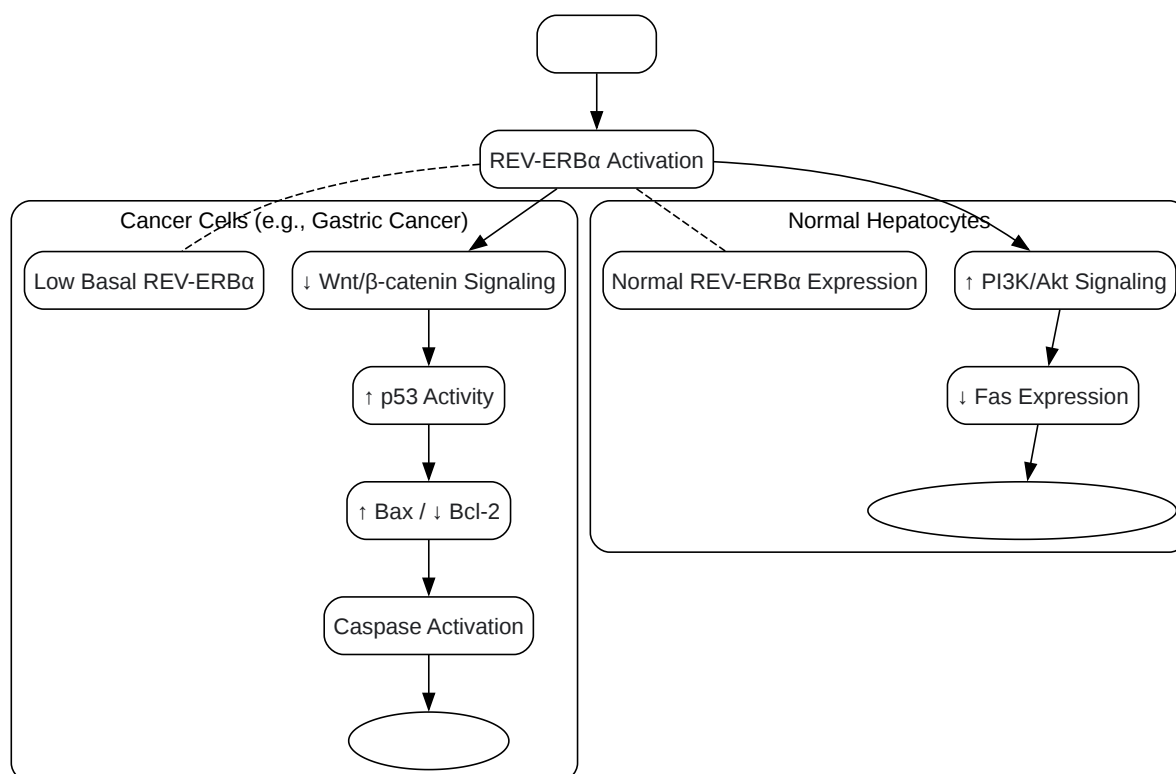 REV-ERBα Activation
Cancer Cells (e.g., Gastric Cancer)
Low Basal REV-ERBα
↓ Wnt/β-catenin Signaling
↑ p53 Activity
↑ Bax / ↓ Bcl-2
Caspase Activation
Normal Hepatocytes
Normal REV-ERBα Expression
↑ PI3K/Akt Signaling
↓ Fas Expression